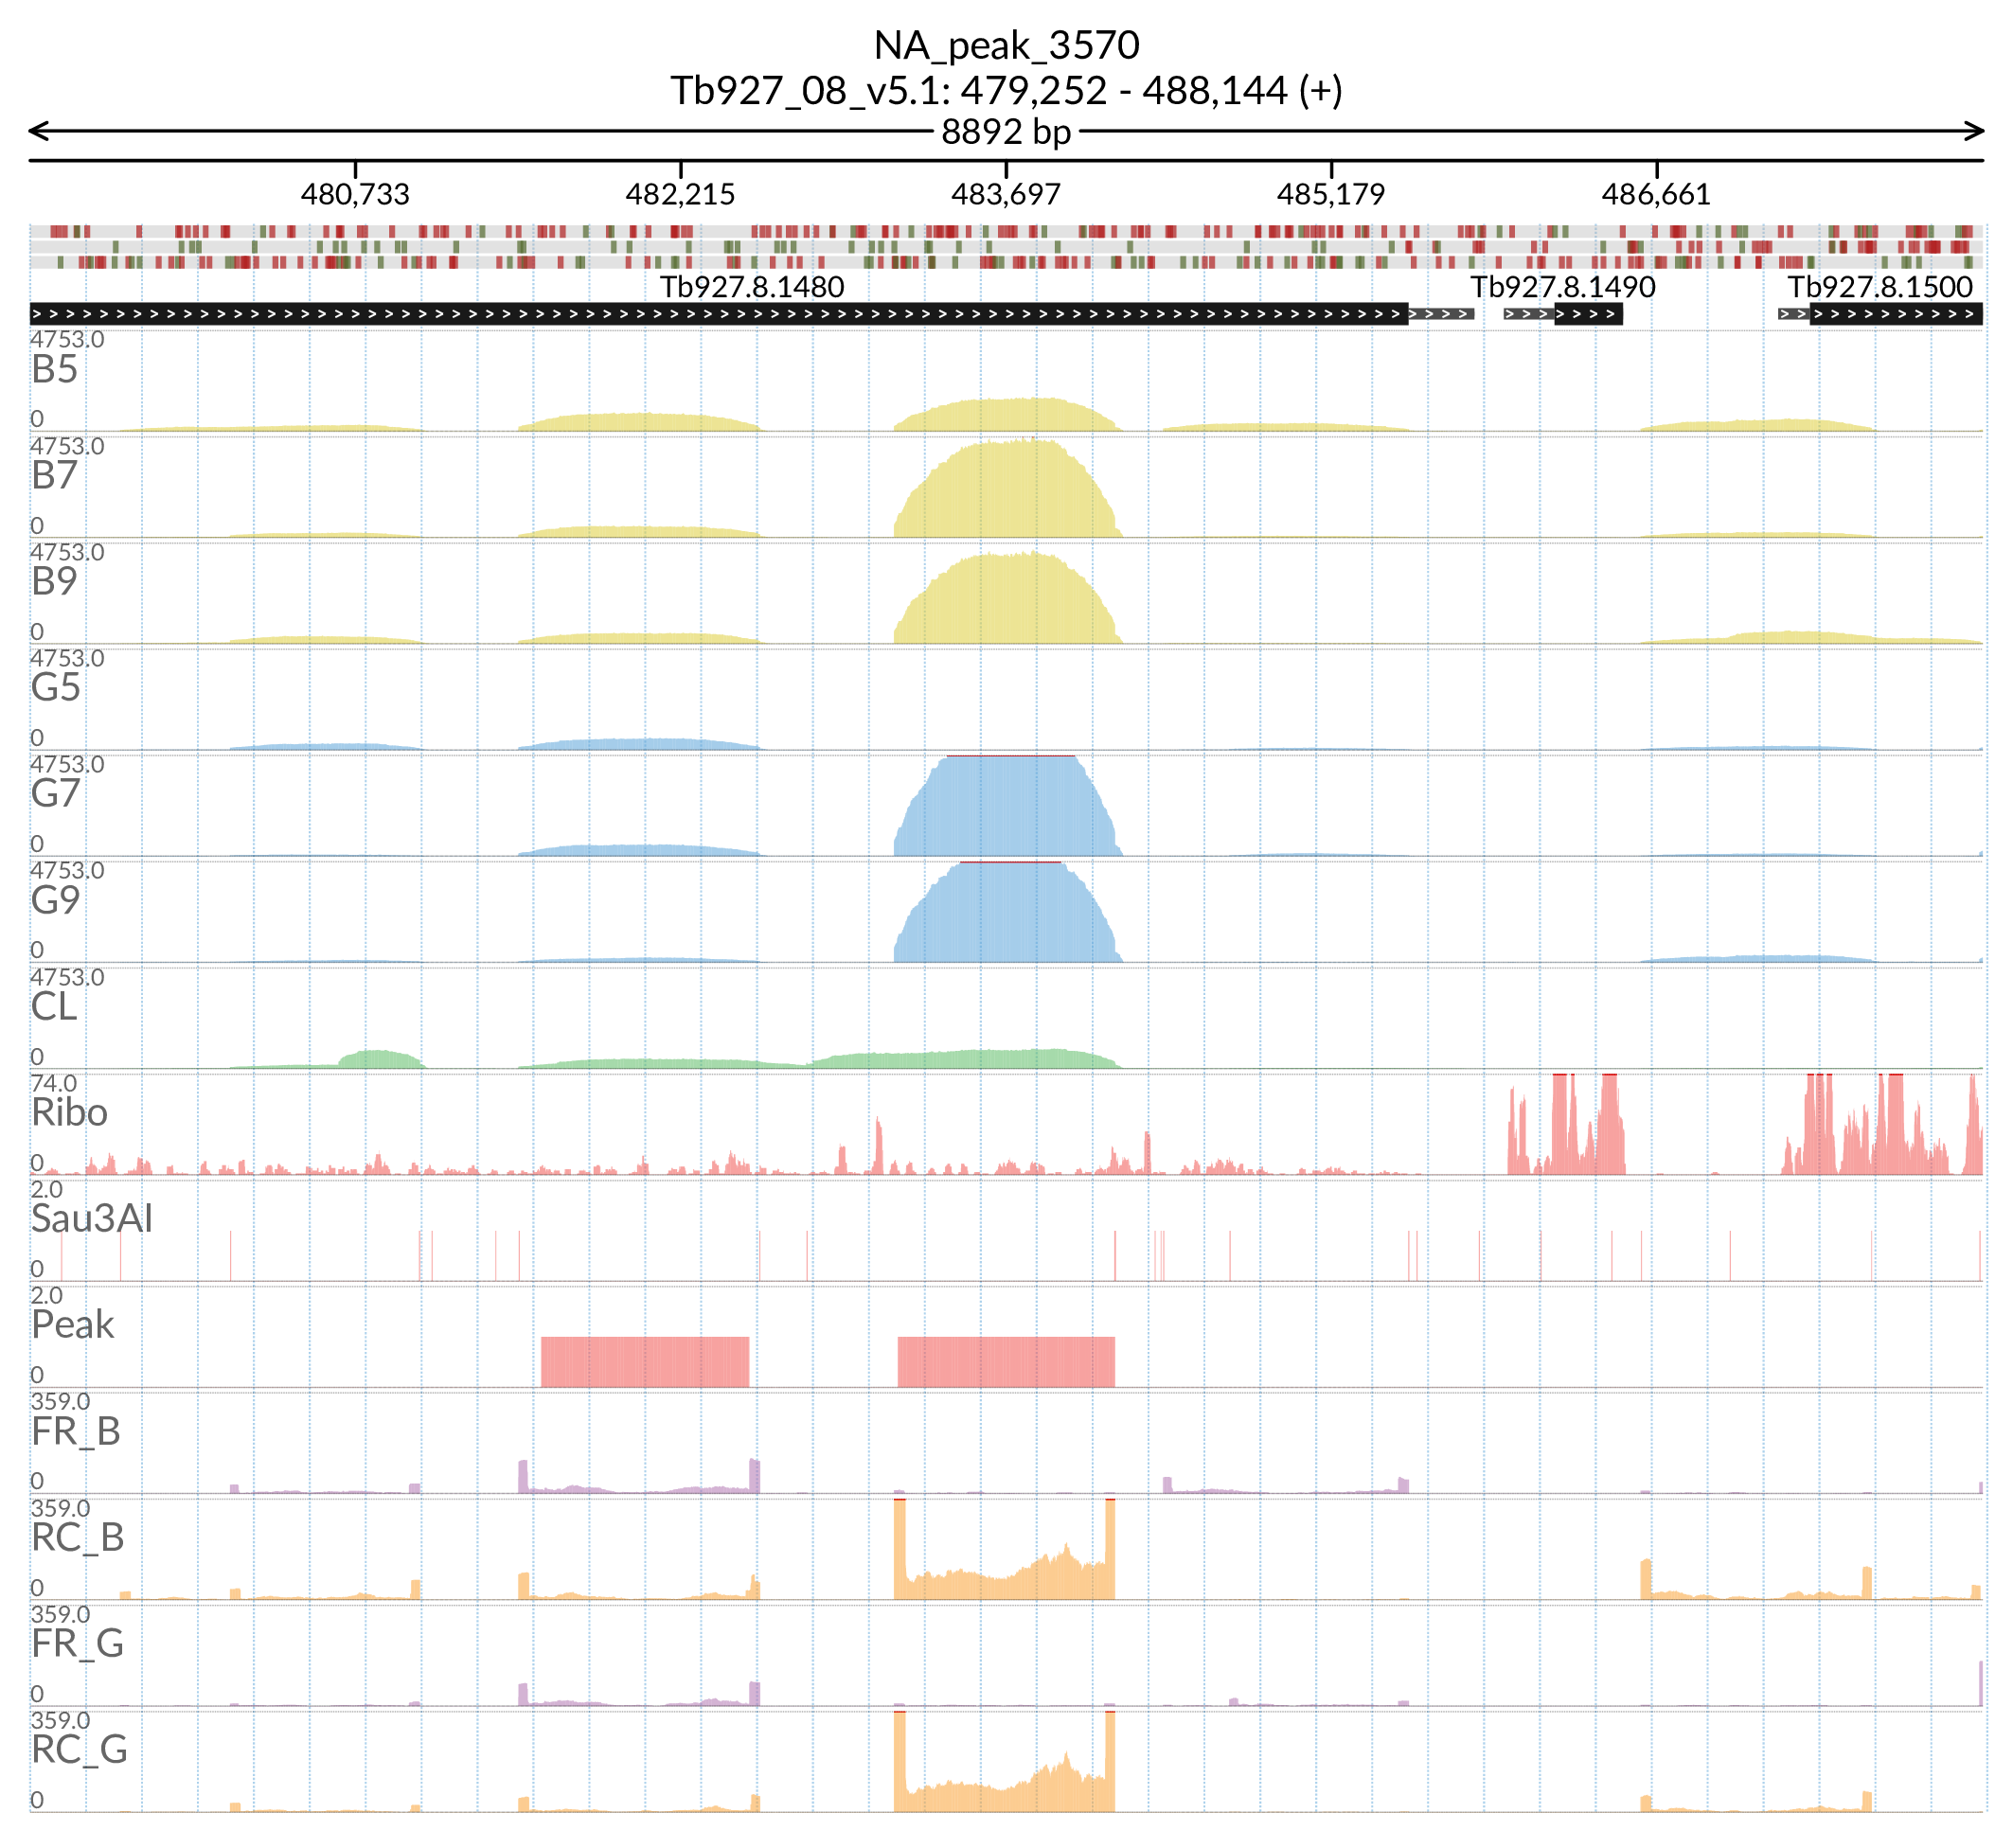 NA_peak_3570
Tb927_08_v5.1: 479,252 - 488,144 (+)
8892 bp
480,733 482,215 483,697 485,179 486,661
Tb927.8.1480 Tb927.8.1490 Tb927.8.1500
4753.0
B5
0
4753.0
B7
0
4753.0
B9
0
4753.0
G5
0
4753.0
G7
0
4753.0
G9
0
4753.0
CL
0
74.0
Ribo
0
2.0
Sau3AI
0
2.0
Peak
0
359.0
FR_B
0
359.0
RC_B
0
359.0
FR_G
0
359.0
RC_G
0